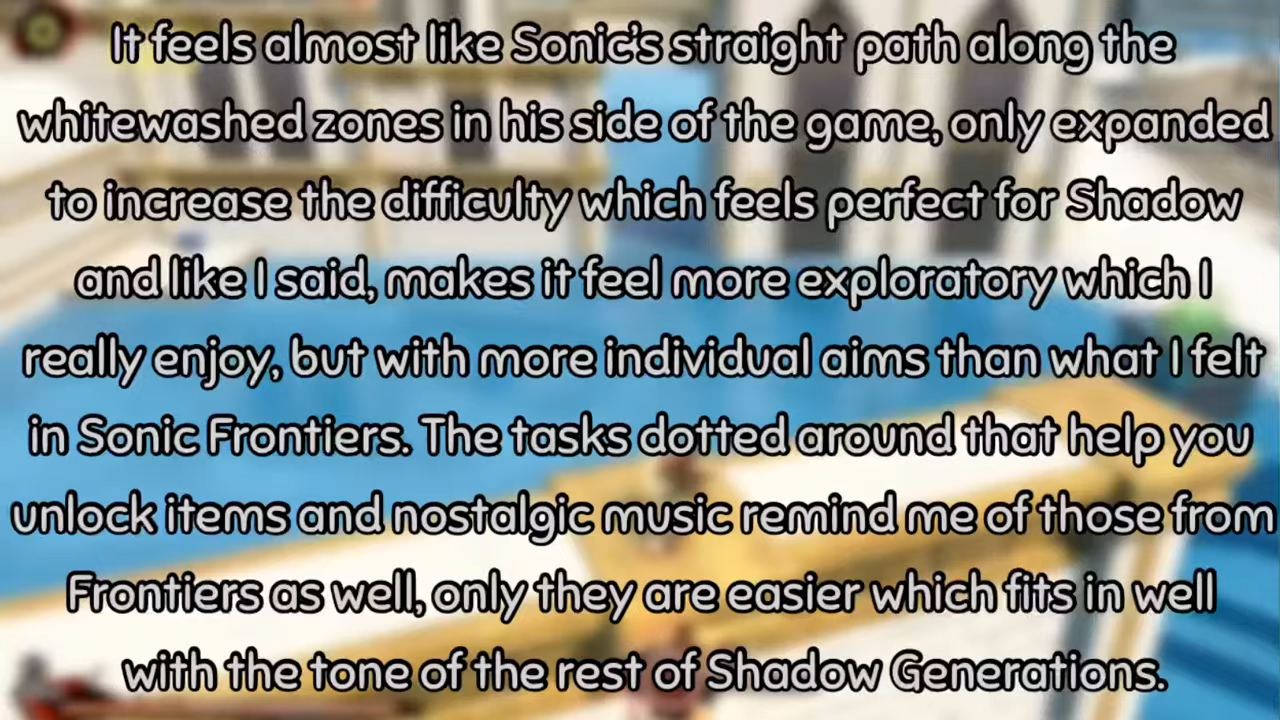 It feels almost like Sonic's straight path along the
whitewashed zones in his side of the game, only expanded
to increase the difficulty which feels perfect for Shadow
and like I said, makes it feel more exploratory which I
really enjoy, but with more individual aims than what I felt
in Sonic Frontiers. The tasks dotted around that help you
unlock items and nostalgic music remind me of those from
Frontiers as well, only they are easier which fits in well
with the tone of the rest of Shadow Generations.